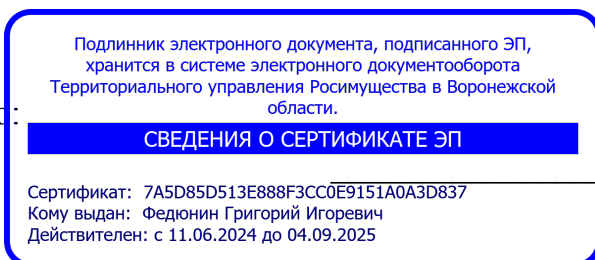 Подлинник электронного документа, подписанного ЭП,
хранится в системе электронного документооборота
Территориального управления Росимущества в Воронежской
области.
СВЕДЕНИЯ О СЕРТИФИКАТЕ ЭП
Сертификат: 7A5D85D513E888F3CC0E9151A0A3D837
Кому выдан: Федюнин Григорий Игоревич
Действителен: с 11.06.2024 до 04.09.2025